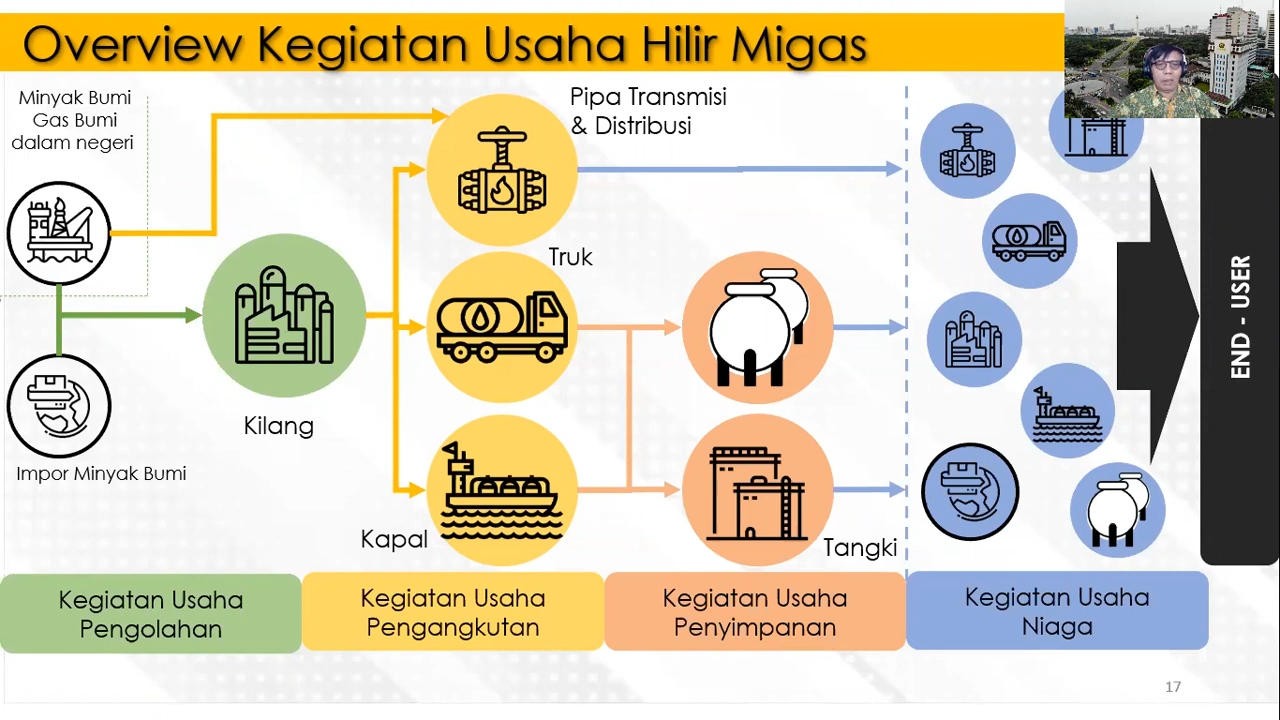 Overview Kegiatan Usaha Hilir Migas
Minyak Bumi
Gas Bumi
dalam negeri
Pipa Transmisi
& Distribusi
Truk
Kilang
Impor Minyak Bumi
Kapal
Tangki
END - USER
Kegiatan Usaha
Pengolahan
Kegiatan Usaha
Pengangkutan
Kegiatan Usaha
Penyimpanan
Kegiatan Usaha
Niaga
17